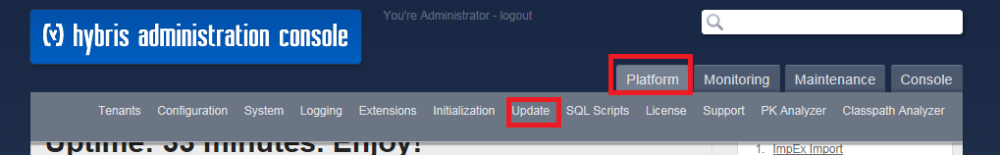 You're Administrator - logout
(y) hybris administration console
Platform Monitoring Maintenance Console
Tenants Configuration System Logging Extensions Initialization Update SQL Scripts License Support PK Analyzer Classpath Analyzer
Uptime: 33 minutes. Enjoy!
1. ImpEx Import